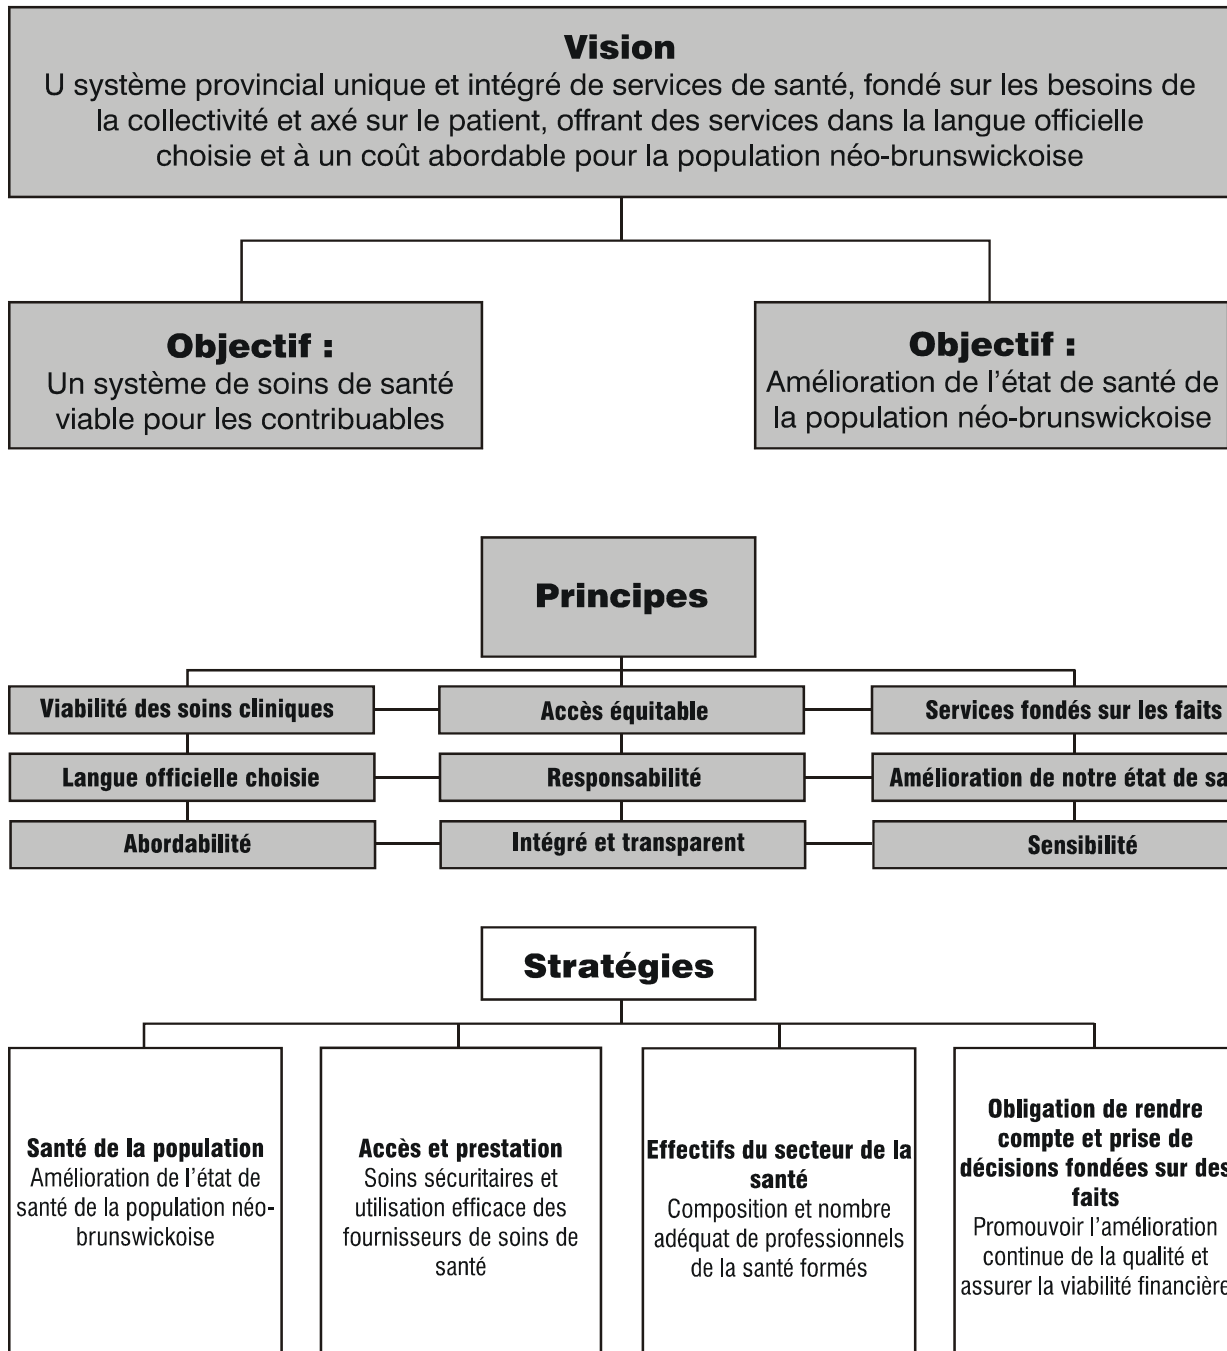 Vision
U système provincial unique et intégré de services de santé, fondé sur les besoins de
la collectivité et axé sur le patient, offrant des services dans la langue officielle
choisie et à un coût abordable pour la population néo-brunswickoise
Objectif :
Un système de soins de santé
viable pour les contribuables
Objectif :
Amélioration de l'état de santé de
la population néo-brunswickoise
Principes
Viabilité des soins cliniques
Accès équitable
Services fondés sur les faits
Langue officielle choisie
Responsabilité
Amélioration de notre état de sa
Abordabilité
Intégré et transparent
Sensibilité
Stratégies
Santé de la population
Amélioration de l'état de
santé de la population néo-
brunswickoise
Accès et prestation
Soins sécuritaires et
utilisation efficace des
fournisseurs de soins de
santé
Effectifs du secteur de la
santé
Composition et nombre
adéquat de professionnels
de la santé formés
Obligation de rendre
compte et prise de
décisions fondées sur des
faits
Promouvoir l'amélioration
continue de la qualité et
assurer la viabilité financière